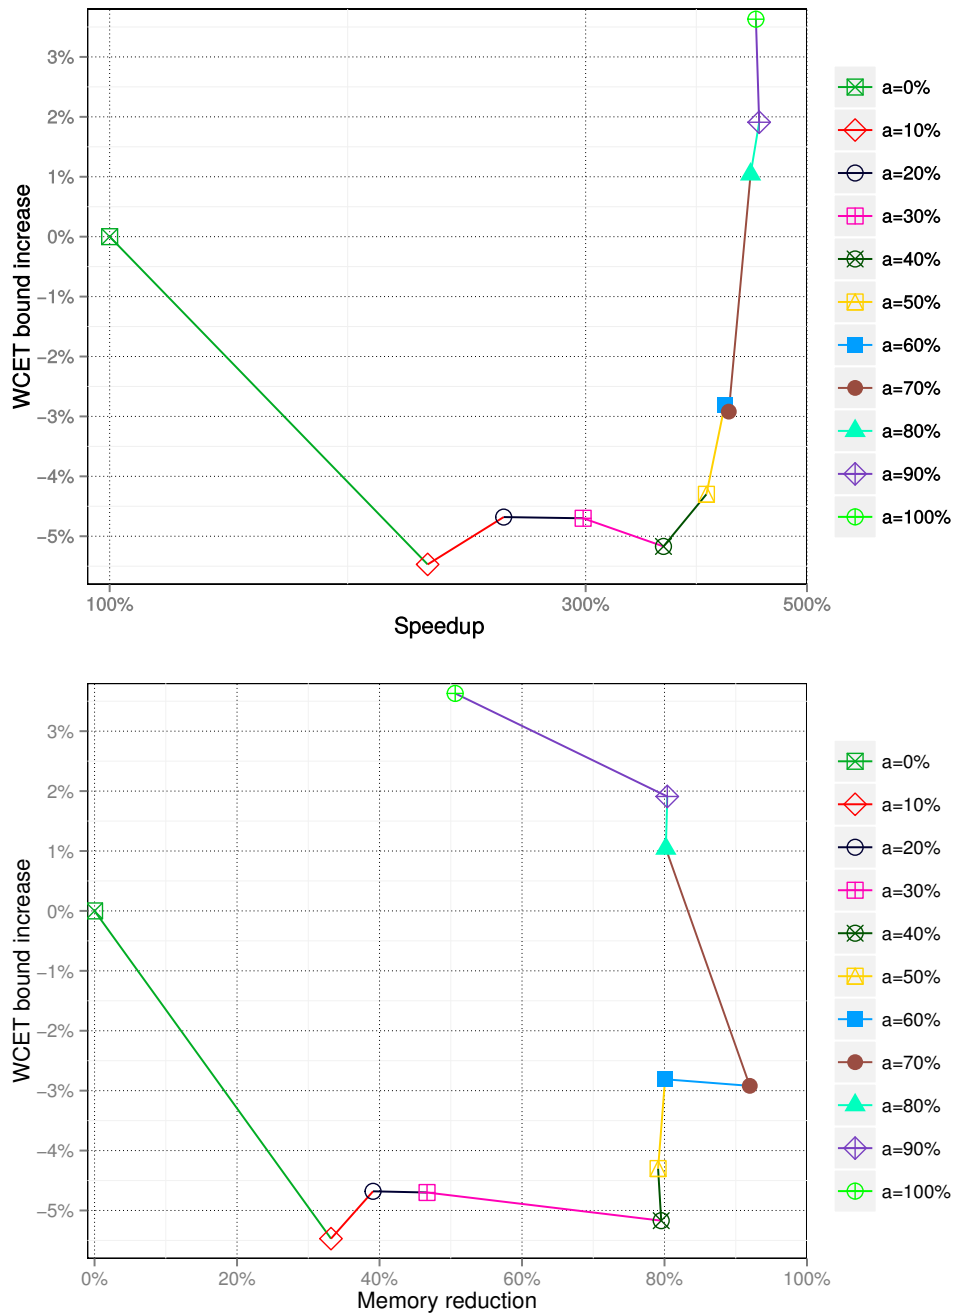 WCET bound increase
3%
2%
1%
0%
−1%
−2%
−3%
−4%
−5%
100%
300%
500%
Speedup
a=0%
a=10%
a=20%
a=30%
a=40%
a=50%
a=60%
a=70%
a=80%
a=90%
a=100%
WCET bound increase
3%
2%
1%
0%
−1%
−2%
−3%
−4%
−5%
0%
20%
40%
60%
80%
100%
Memory reduction
a=0%
a=10%
a=20%
a=30%
a=40%
a=50%
a=60%
a=70%
a=80%
a=90%
a=100%